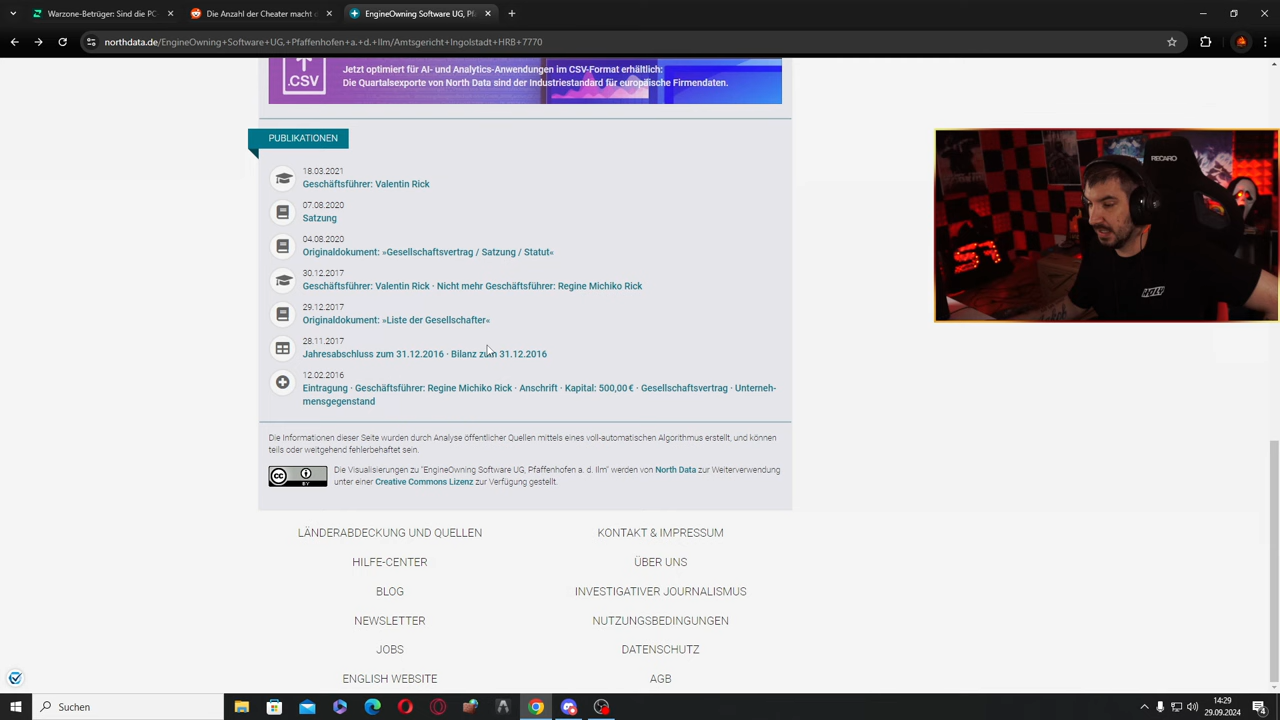 Warzone-Betrüger: Sind die PC
Die Anzahl der Cheater macht e
EngineOwning Software UG, Pf
northdata.de/EngineOwning+Software+UG,+Pfaffenhofen+a.+d.+Ilm/Amtsgericht+Ingolstadt+HRB+7770
CSV
Jetzt optimiert für AI- und Analytics-Anwendungen im CSV-Format erhältlich:
Die Quartalsexporte von North Data sind der Industriestandard für europäische Firmendaten.
PUBLIKATIONEN
18.03.2021
Geschäftsführer: Valentin Rick
07.08.2020
Satzung
04.08.2020
Originaldokument: »Gesellschaftsvertrag / Satzung / Statut«
30.12.2017
Geschäftsführer: Valentin Rick · Nicht mehr Geschäftsführer: Regine Michiko Rick
29.12.2017
Originaldokument: »Liste der Gesellschafter«
28.11.2017
Jahresabschluss zum 31.12.2016 · Bilanz zum 31.12.2016
12.02.2016
Eintragung · Geschäftsführer: Regine Michiko Rick · Anschrift · Kapital: 500,00 € · Gesellschaftsvertrag · Unterneh-
mensgegenstand
Die Informationen dieser Seite wurden durch Analyse öffentlicher Quellen mittels eines voll-automatischen Algorithmus erstellt, und können
teils oder weitgehend fehlerbehaftet sein.
Die Visualisierungen zu "EngineOwning Software UG, Pfaffenhofen a. d. Ilm" werden von North Data zur Weiterverwendung
unter einer Creative Commons Lizenz zur Verfügung gestellt.
CC BY
LÄNDERABDECKUNG UND QUELLEN
KONTAKT & IMPRESSUM
HILFE-CENTER
ÜBER UNS
BLOG
INVESTIGATIVER JOURNALISMUS
NEWSLETTER
NUTZUNGSBEDINGUNGEN
JOBS
DATENSCHUTZ
ENGLISH WEBSITE
AGB
RECARO
HOLY
Suchen
14:29
29.09.2024